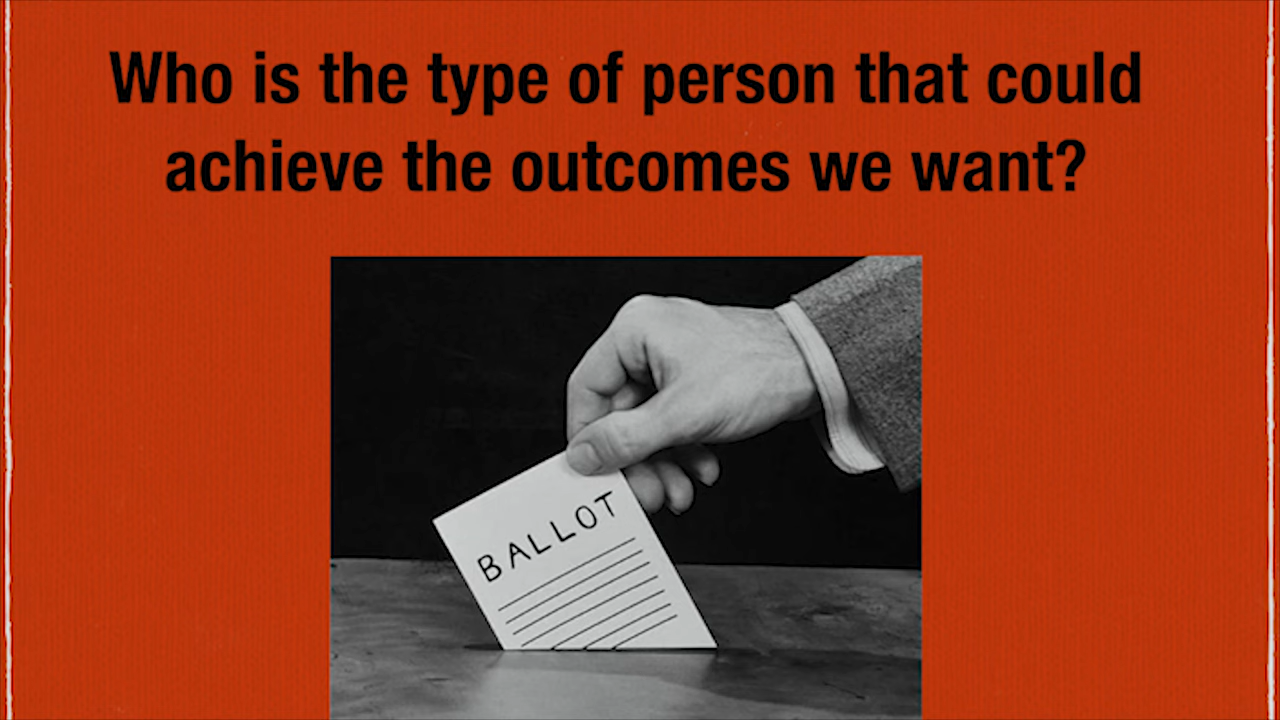 Who is the type of person that could
achieve the outcomes we want?
BALLOT